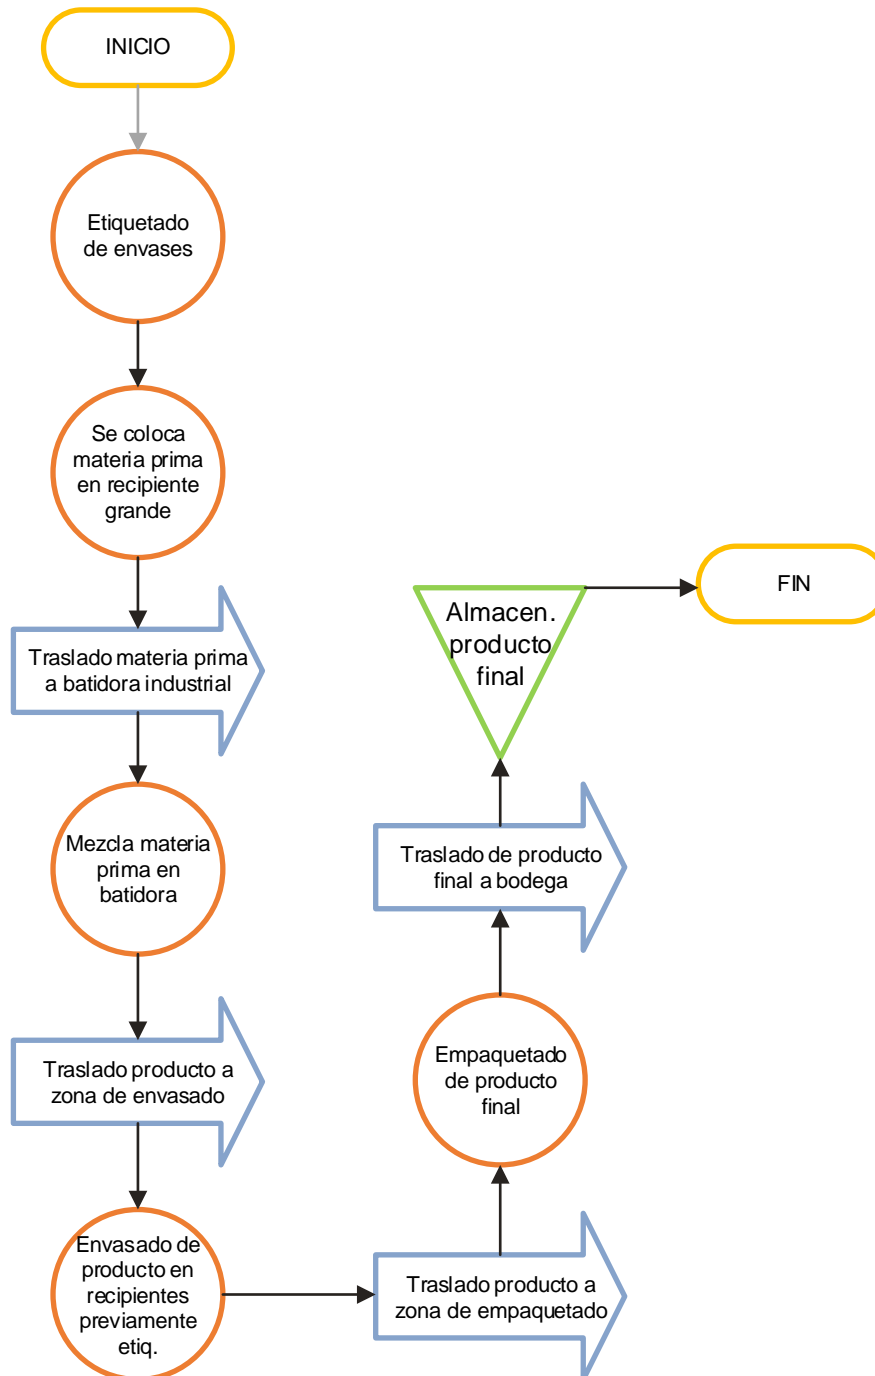 INICIO
Etiquetado
de envases
Se coloca
materia prima
en recipiente
grande
Traslado materia prima
a batidora industrial
Mezcla materia
prima en
batidora
Traslado producto a
zona de envasado
Envasado de
producto en
recipientes
previamente
etiq.
Traslado producto a
zona de empaquetado
Empaquetado
de producto
final
Traslado de producto
final a bodega
Almacen.
producto
final
FIN